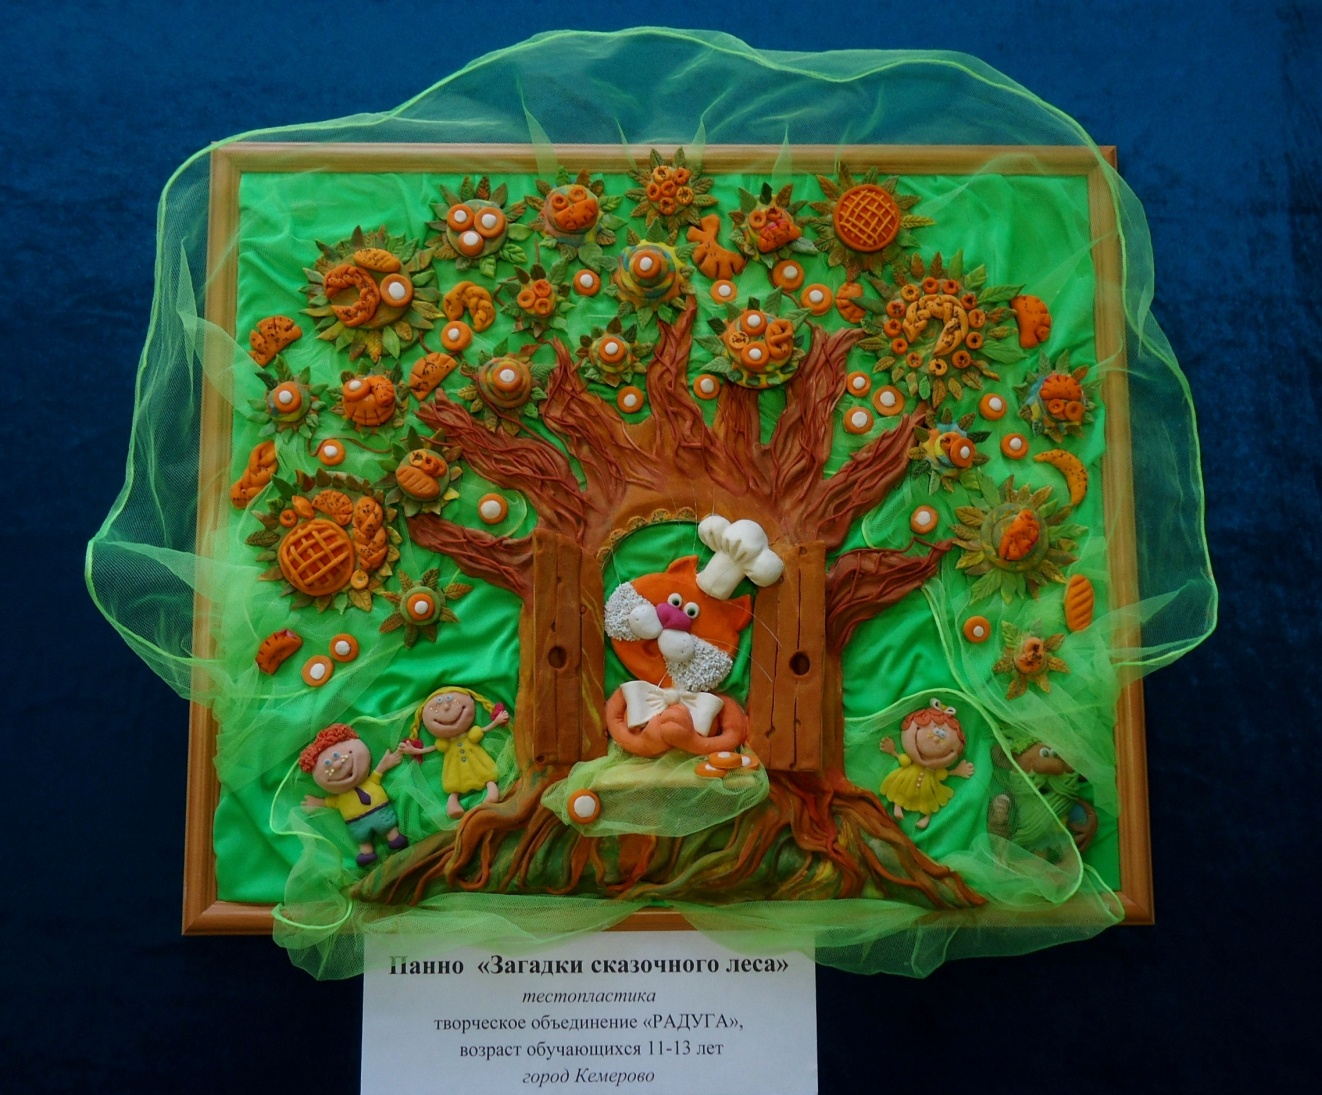 Панно «Загадки сказочного леса»
тестопластика
творческое объединение «РАДУГА»,
возраст обучающихся 11-13 лет
город Кемерово